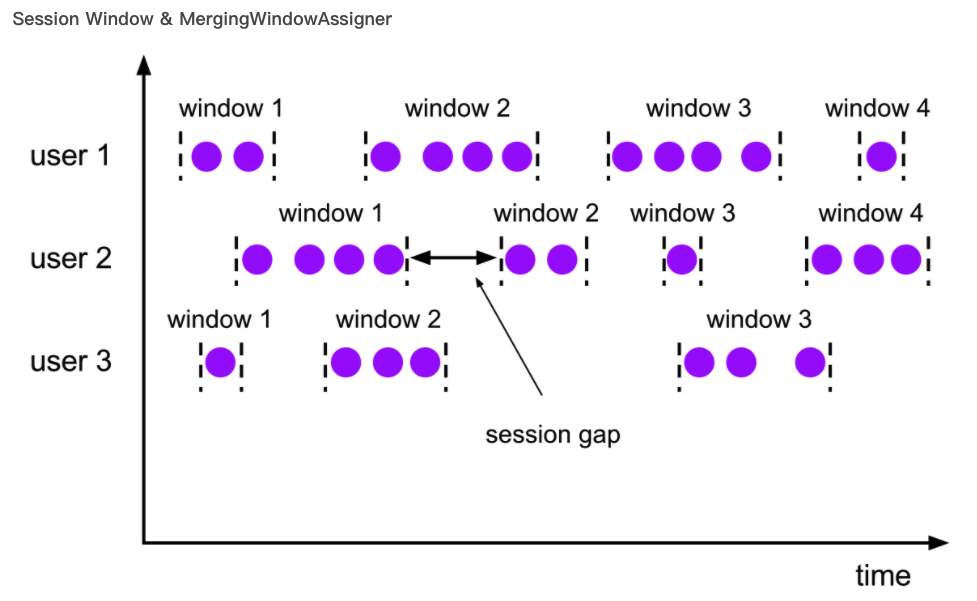 Session Window & MergingWindowAssigner
window 1 window 2 window 3 window 4
user 1
window 1 window 2 window 3 window 4
user 2
window 1 window 2 window 3
user 3
session gap
time